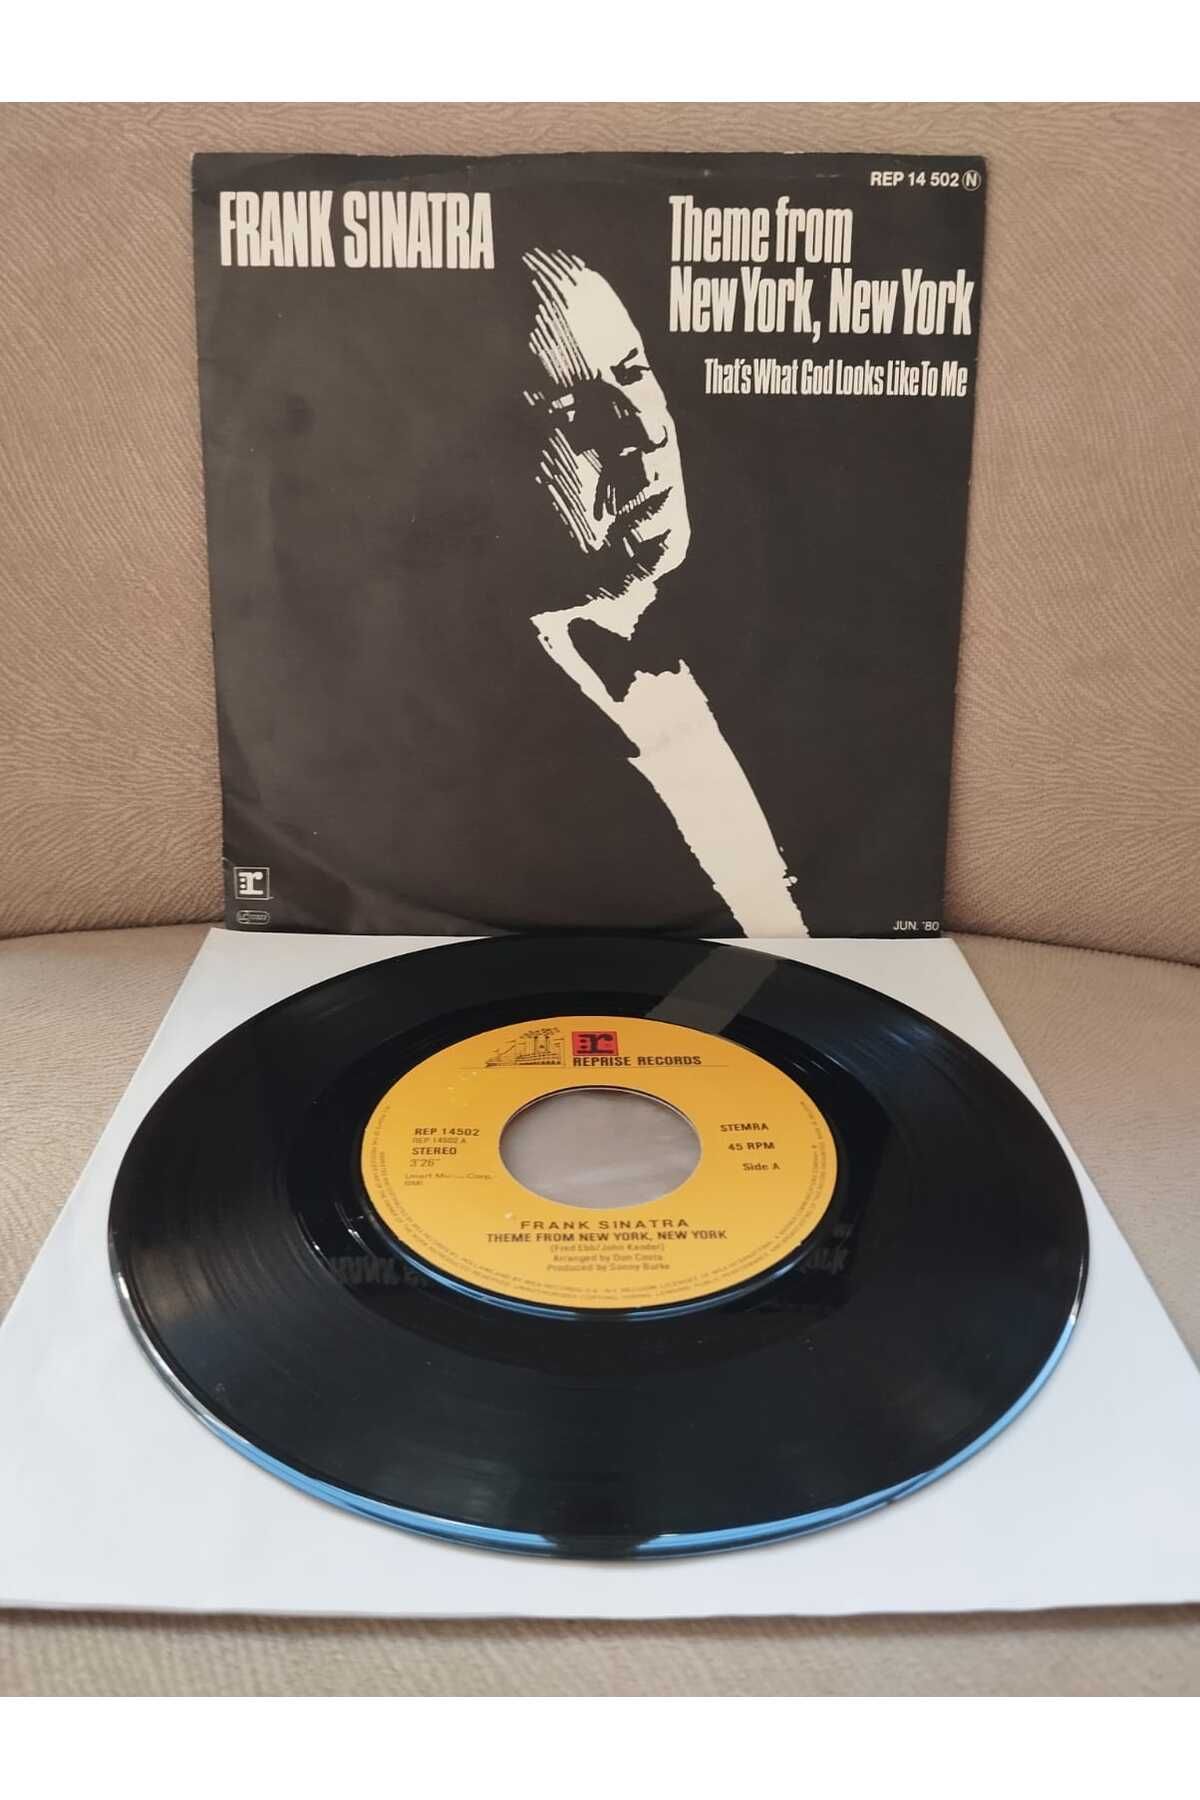 FRANK SINATRA
REP 14 502 N
Theme from
New York, New York
That's What God Looks Like To Me
r:
JUN. '80
r:
REPRISE RECORDS
REP 14502
REP 14502 A
STEREO
3'26"
Corp.
BMI
STEMRA
45 RPM
Side A
FRANK SINATRA
THEME FROM NEW YORK, NEW YORK
(Fred Ebb/John Kander)
Arranged by Don Costa
Produced by Sonny Burke